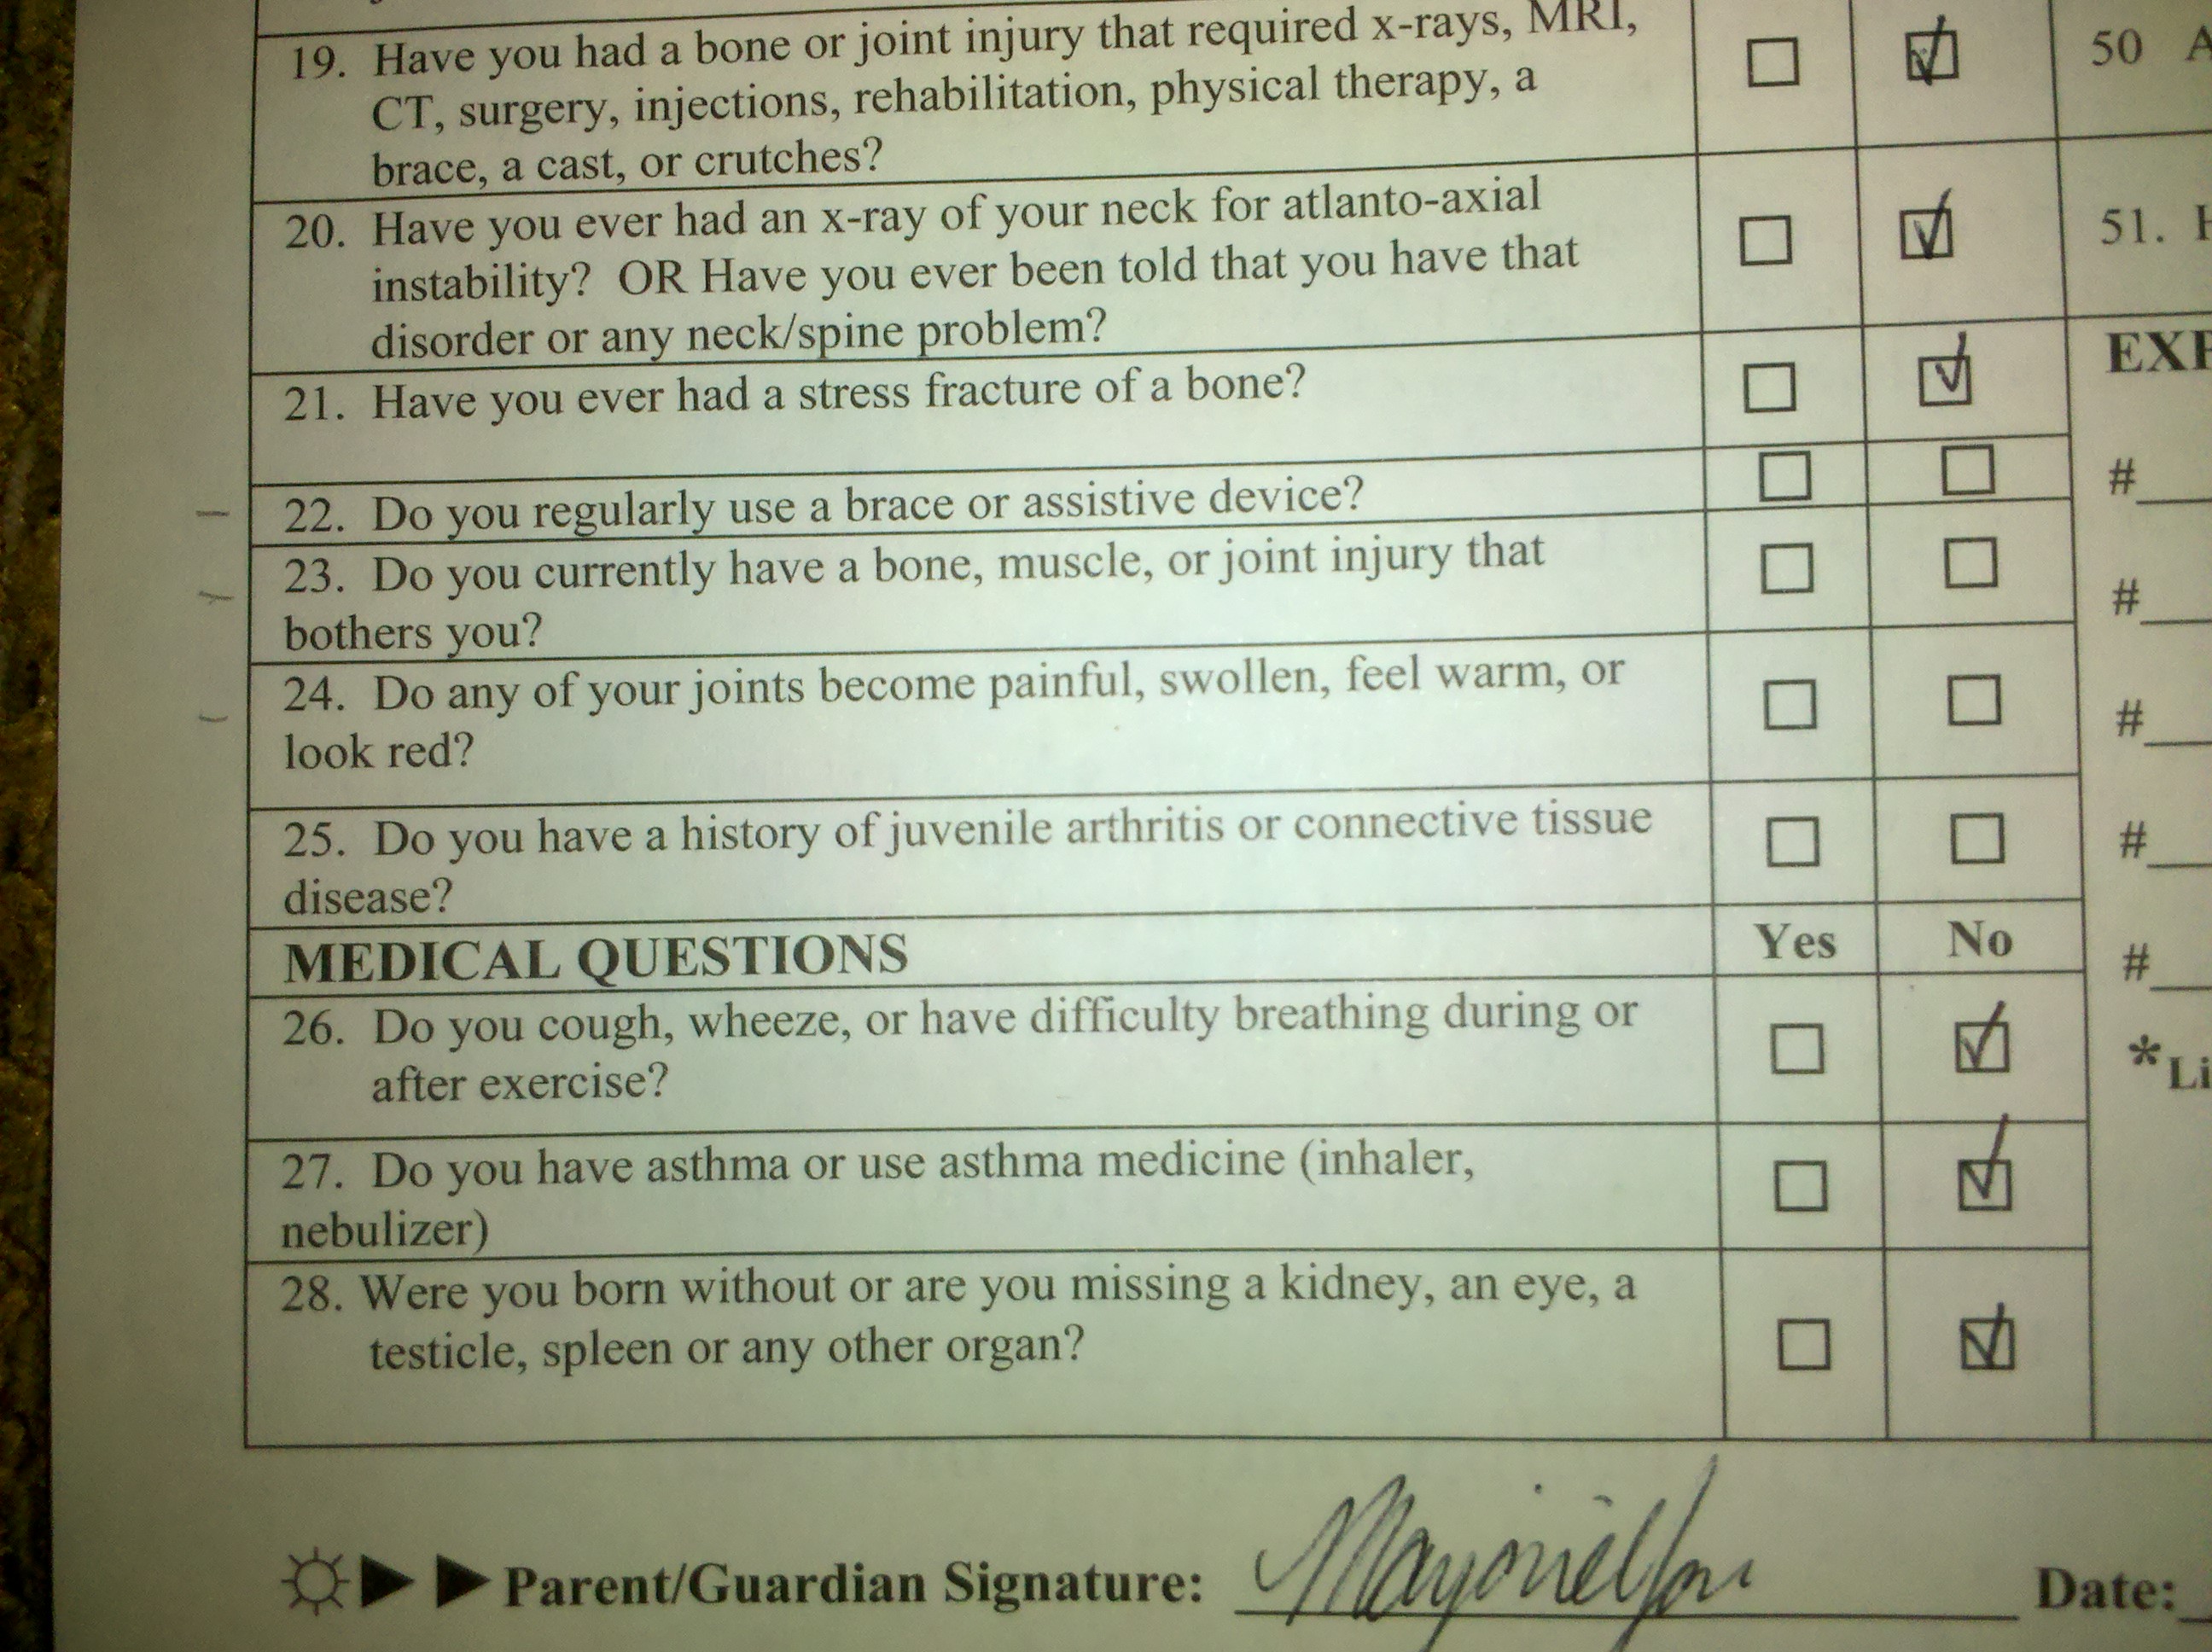 19. Have you had a bone or joint injury that required x-rays, MRI,
CT, surgery, injections, rehabilitation, physical therapy, a
brace, a cast, or crutches?
50 A
20. Have you ever had an x-ray of your neck for atlanto-axial
instability? OR Have you ever been told that you have that
disorder or any neck/spine problem?
51. H
21. Have you ever had a stress fracture of a bone?
22. Do you regularly use a brace or assistive device?
#
23. Do you currently have a bone, muscle, or joint injury that
bothers you?
#
24. Do any of your joints become painful, swollen, feel warm, or
look red?
#
25. Do you have a history of juvenile arthritis or connective tissue
disease?
#
MEDICAL QUESTIONS Yes No
#
26. Do you cough, wheeze, or have difficulty breathing during or
after exercise?
27. Do you have asthma or use asthma medicine (inhaler,
nebulizer)
28. Were you born without or are you missing a kidney, an eye, a
testicle, spleen or any other organ?
Parent/Guardian Signature: Date: